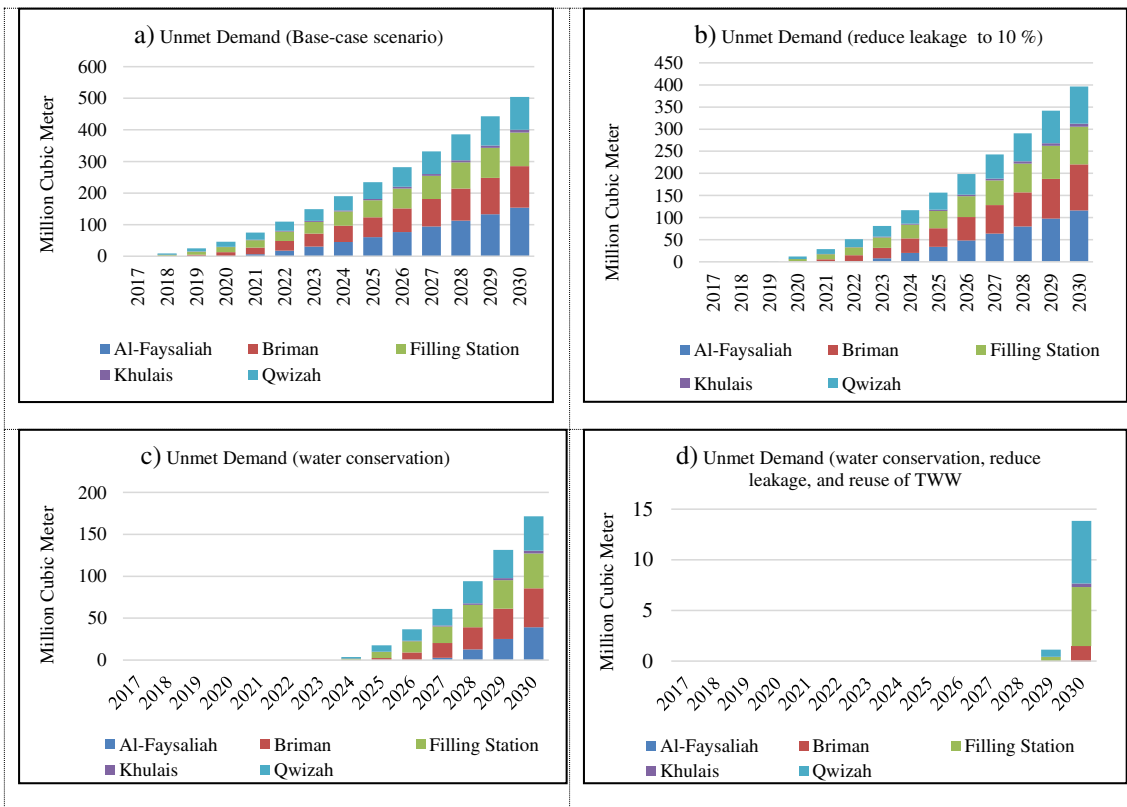 a) Unmet Demand (Base-case scenario)
Million Cubic Meter
600
500
400
300
200
100
0
2017 2018 2019 2020 2021 2022 2023 2024 2025 2026 2027 2028 2029 2030
Al-Faysaliah Briman Filling Station
Khulais Qwizah
b) Unmet Demand (reduce leakage to 10 %)
Million Cubic Meter
450
400
350
300
250
200
150
100
50
0
2017 2018 2019 2020 2021 2022 2023 2024 2025 2026 2027 2028 2029 2030
Al-Faysaliah Briman Filling Station
Khulais Qwizah
c) Unmet Demand (water conservation)
Million Cubic Meter
200
150
100
50
0
2017 2018 2019 2020 2021 2022 2023 2024 2025 2026 2027 2028 2029 2030
Al-Faysaliah Briman Filling Station
Khulais Qwizah
d) Unmet Demand (water conservation, reduce
leakage, and reuse of TWW
Million Cubic Meter
15
10
5
0
2017 2018 2019 2020 2021 2022 2023 2024 2025 2026 2027 2028 2029 2030
Al-Faysaliah Briman Filling Station
Khulais Qwizah